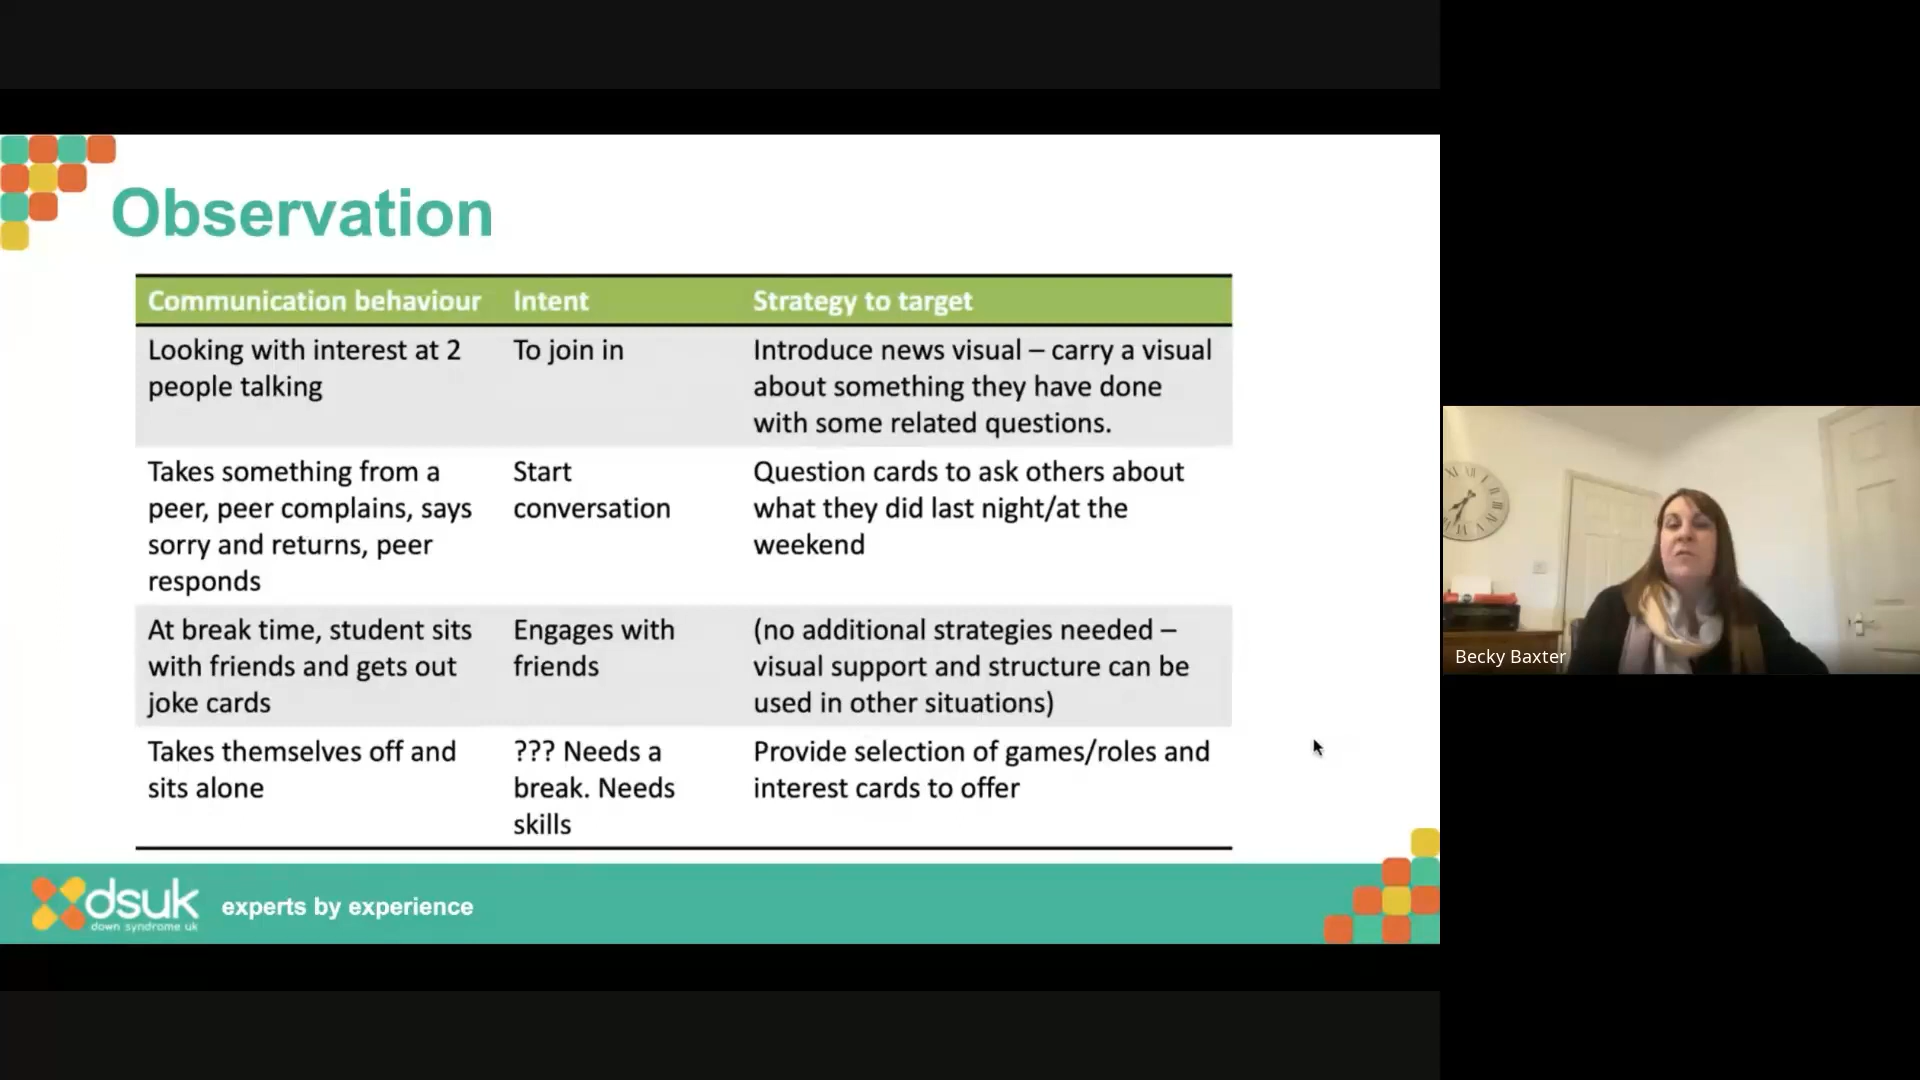 Observation
Communication behaviour Intent Strategy to target
Looking with interest at 2
people talking
To join in
Introduce news visual – carry a visual
about something they have done
with some related questions.
Takes something from a
peer, peer complains, says
sorry and returns, peer
responds
Start
conversation
Question cards to ask others about
what they did last night/at the
weekend
At break time, student sits
with friends and gets out
joke cards
Engages with
friends
(no additional strategies needed –
visual support and structure can be
used in other situations)
Takes themselves off and
sits alone
??? Needs a
break. Needs
skills
Provide selection of games/roles and
interest cards to offer
dsuk
down syndrome uk
experts by experience
Becky Baxter